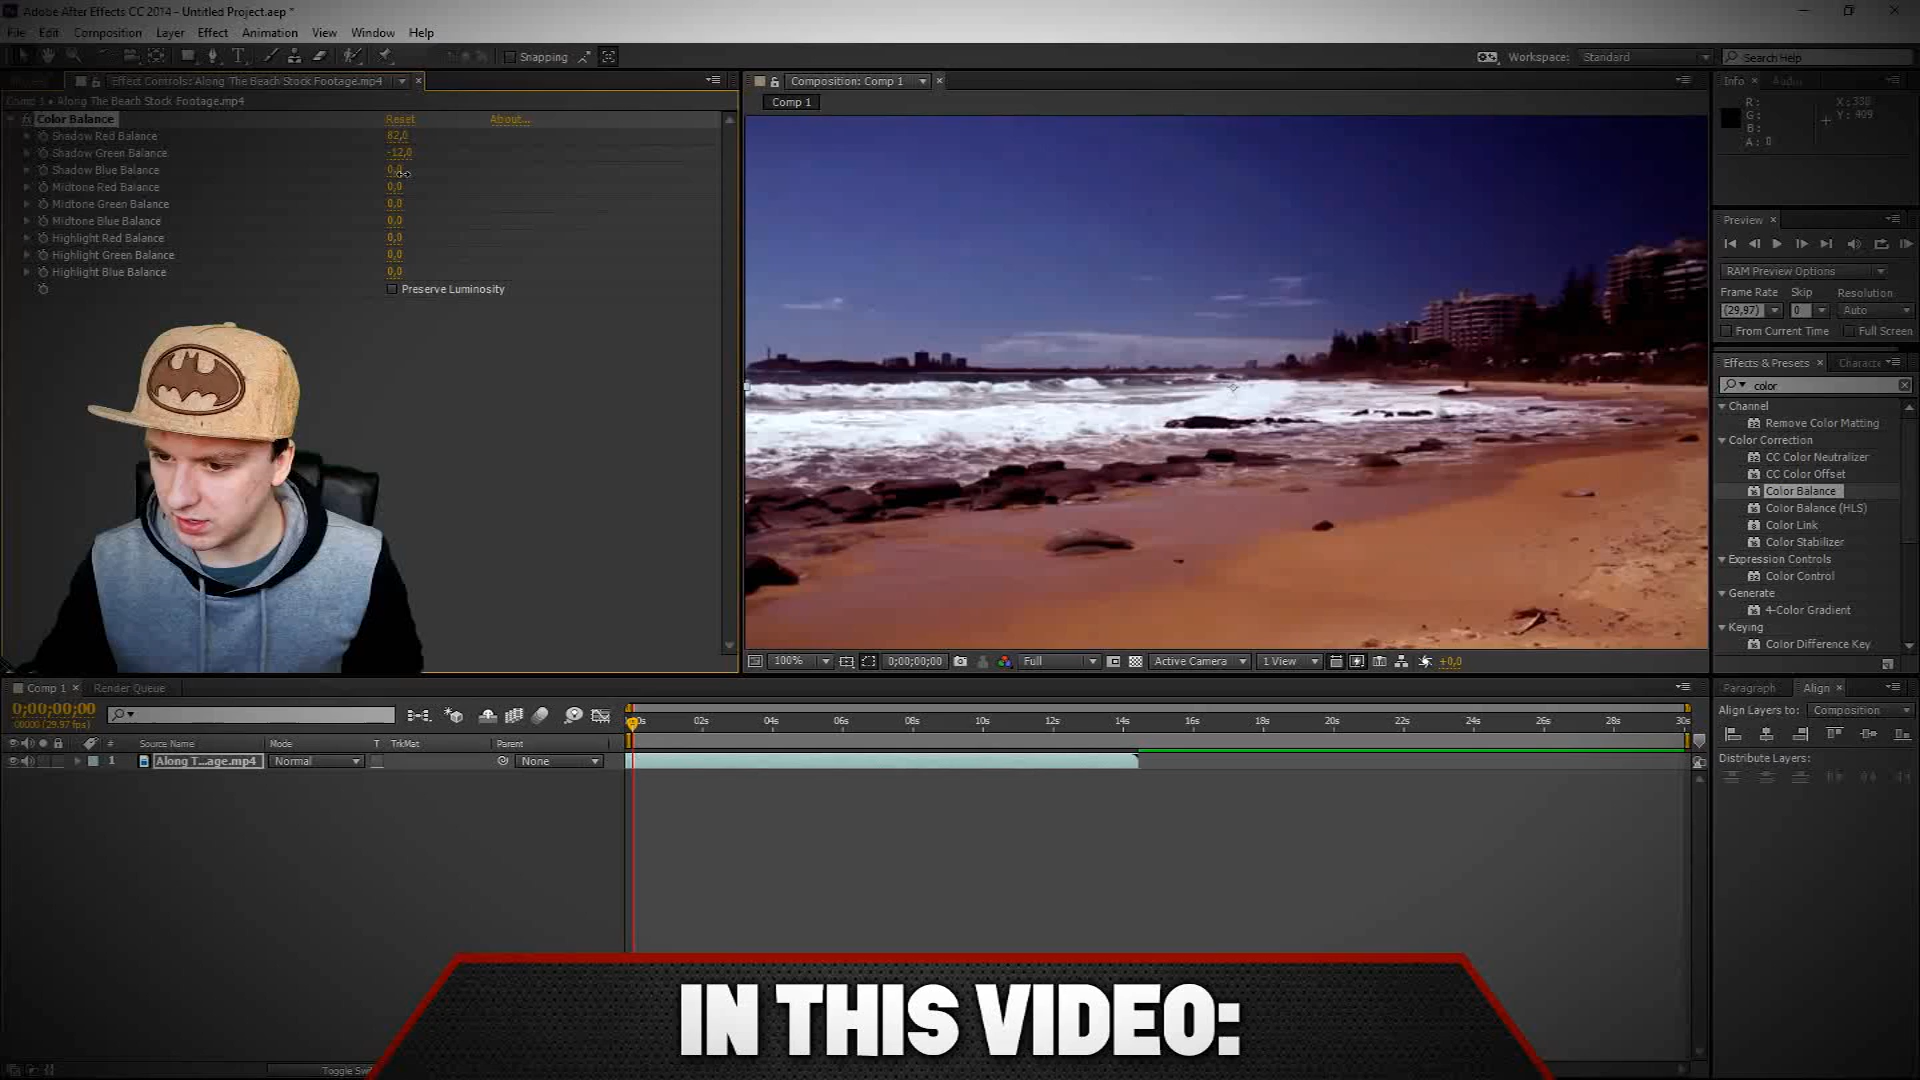 Adobe After Effects CC 2014 - Untitled Project.aep *
File Edit Composition Layer Effect Animation View Window Help
Snapping
Workspace: Standard
Search Help
Effect Controls: Along The Beach Stock Footage.mp4
Comp 1 • Along The Beach Stock Footage.mp4
Color Balance Reset About...
Shadow Red Balance 82,0
Shadow Green Balance -12,0
Shadow Blue Balance 0,0
Midtone Red Balance 0,0
Midtone Green Balance 0,0
Midtone Blue Balance 0,0
Highlight Red Balance 0,0
Highlight Green Balance 0,0
Highlight Blue Balance 0,0
Preserve Luminosity
Composition: Comp 1
Comp 1
100% 0;00;00;00 Full Active Camera 1 View +0,0
Info Audio
R: X: 338
G: Y: 409
B:
A: 0
Preview
RAM Preview Options
Frame Rate Skip Resolution
(29,97) 0 Auto
From Current Time Full Screen
Effects & Presets Characte
color
Channel
Remove Color Matting
Color Correction
CC Color Neutralizer
CC Color Offset
Color Balance
Color Balance (HLS)
Color Link
Color Stabilizer
Expression Controls
Color Control
Generate
4-Color Gradient
Keying
Color Difference Key
Paragraph Align
Align Layers to: Composition
Distribute Layers:
Comp 1 Render Queue
0;00;00;00
00000 (29.97 fps)
02s 04s 06s 08s 10s 12s 14s 16s 18s 20s 22s 24s 26s 28s 30s
# Source Name Mode T TrkMat Parent
1 Along T...age.mp4 Normal None
Toggle Sw
IN THIS VIDEO: